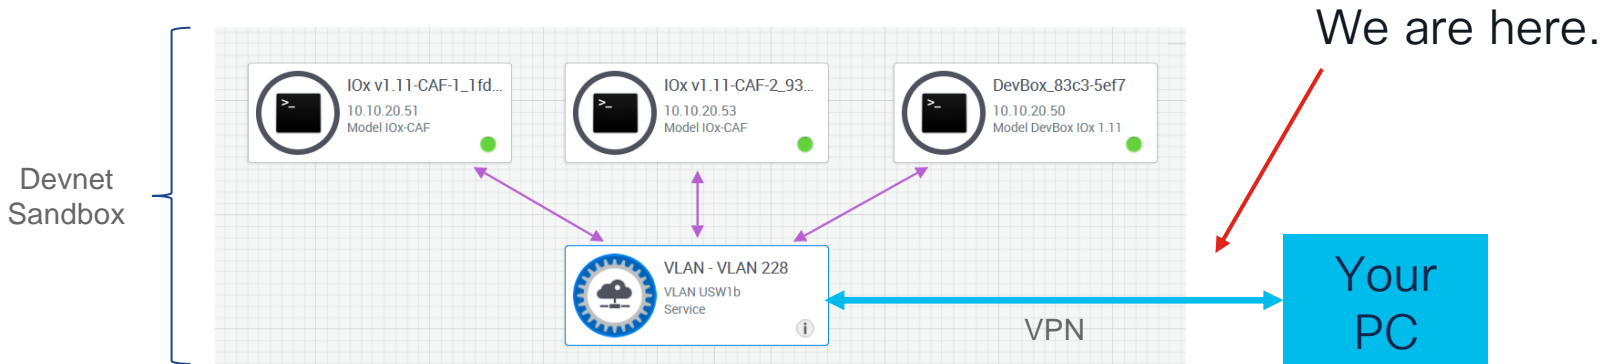 We are here.
IOx v1.11-CAF-1_1fd...
10.10.20.51
Model IOx-CAF
IOx v1.11-CAF-2_93...
10.10.20.53
Model IOx-CAF
DevBox_83c3-5ef7
10.10.20.50
Model DevBox IOx 1.11
Devnet
Sandbox
VLAN - VLAN 228
VLAN USW1b
Service
VPN
Your
PC